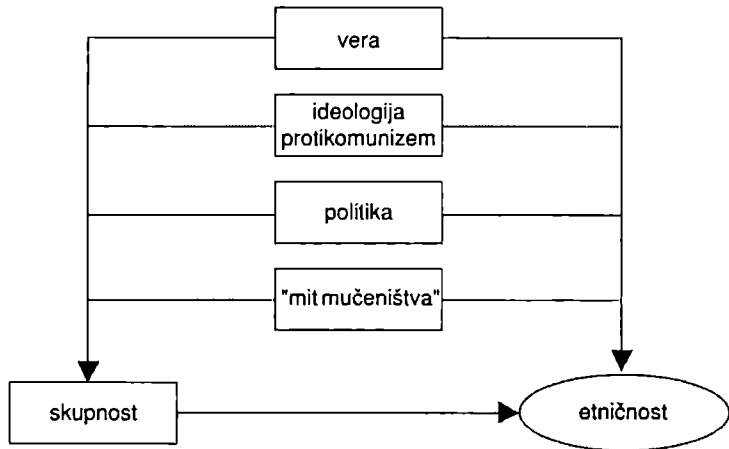 vera
ideologija
protikomunizem
politika
"mit mučeništva"
skupnost
etničnost